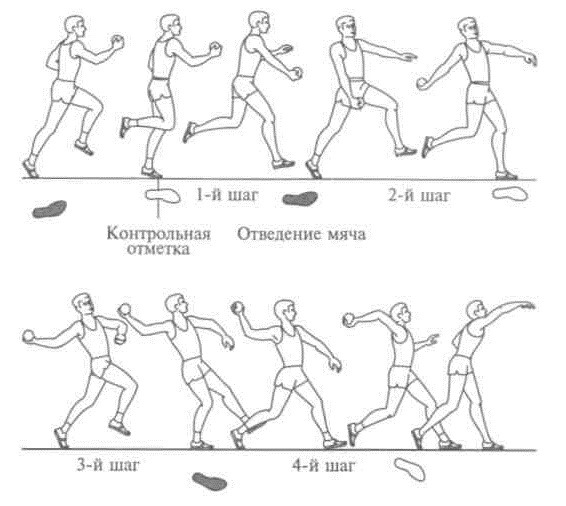 1-й шаг
2-й шаг
Контрольная
отметка
Отведение мяча
3-й шаг
4-й шаг